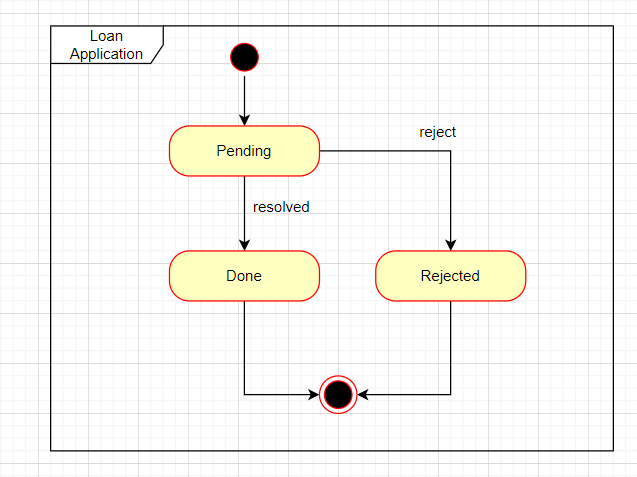 Loan
Application
reject
Pending
resolved
Done
Rejected